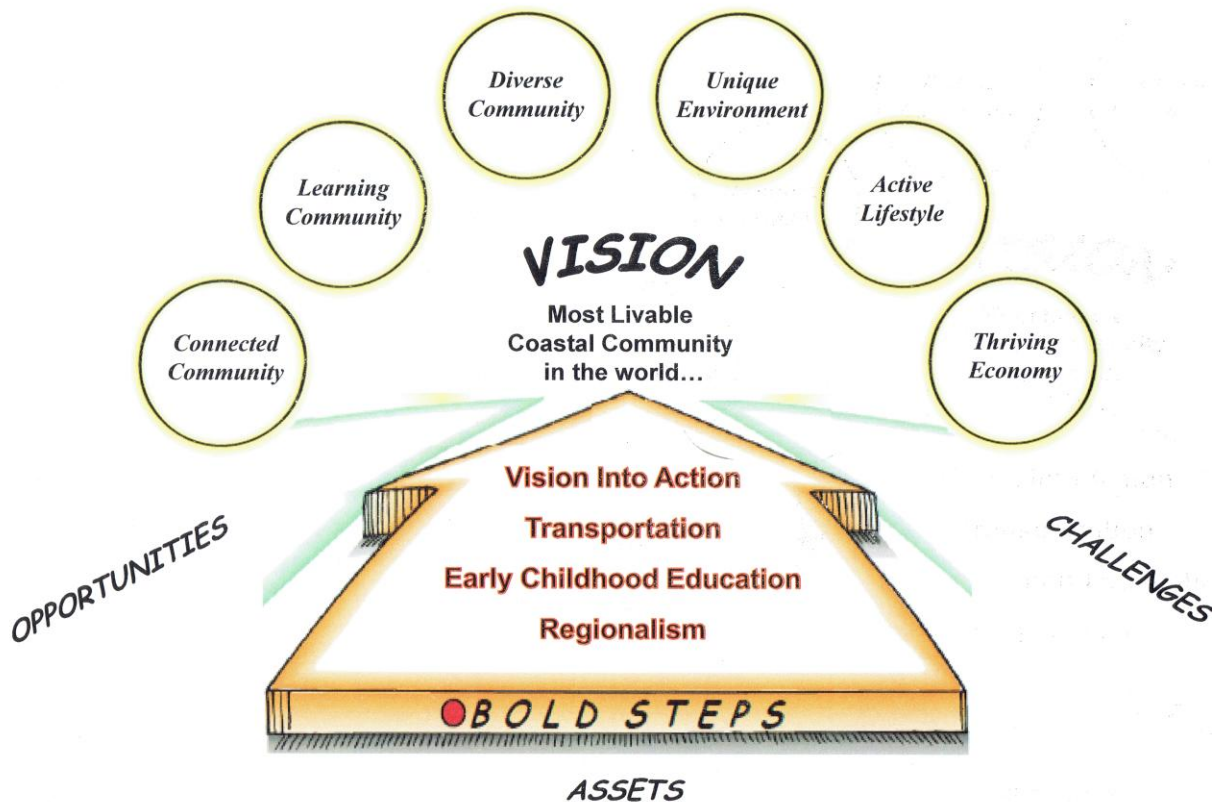 Diverse
Community
Unique
Environment
Learning
Community
Active
Lifestyle
VISION
Most Livable
Coastal Community
in the world...
Connected
Community
Thriving
Economy
Vision Into Action
Transportation
Early Childhood Education
Regionalism
OPPORTUNITIES
CHALLENGES
BOLD STEPS
ASSETS